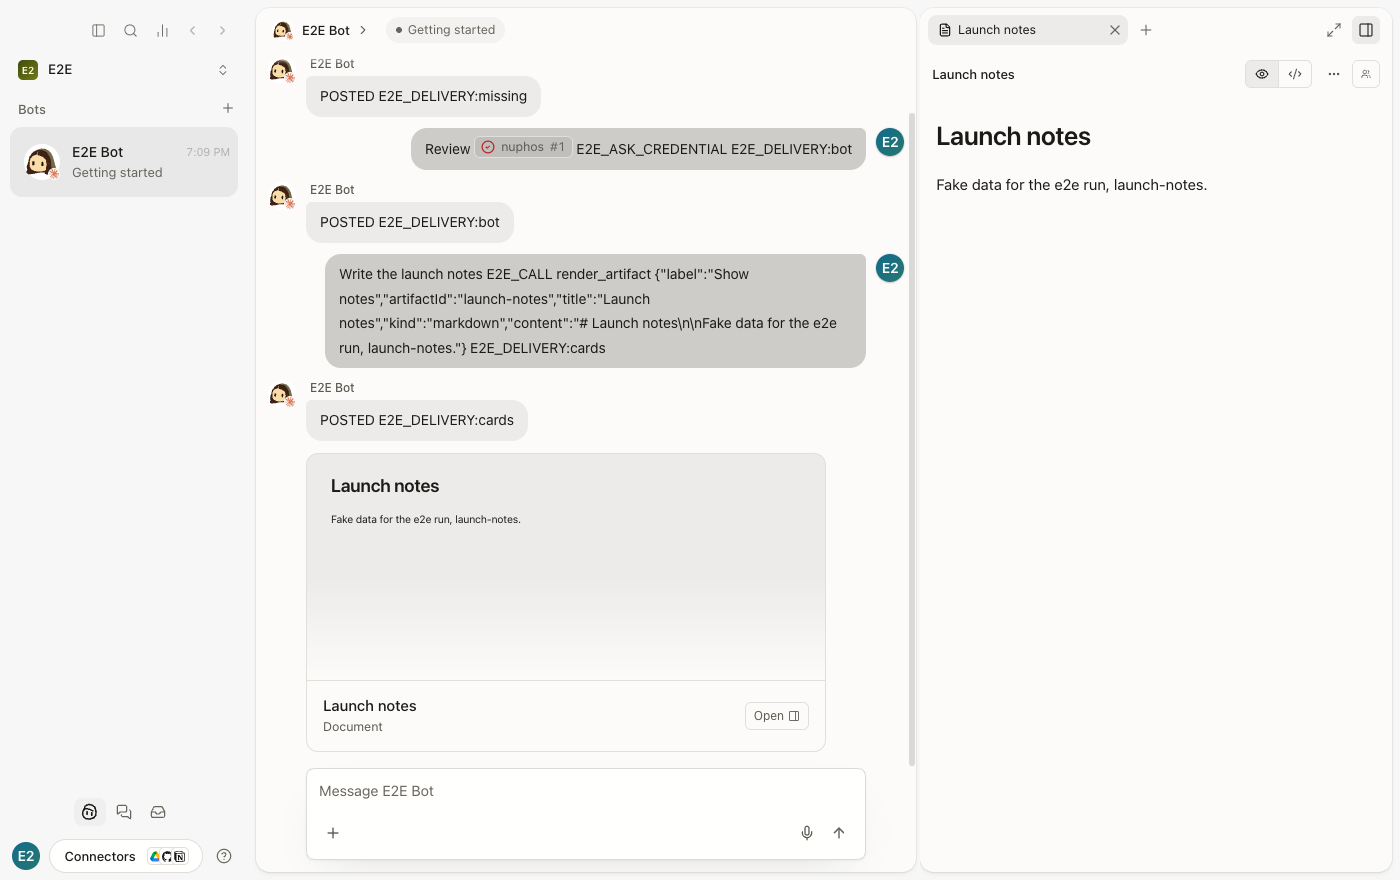 E2 E2E
Bots
E2E Bot 7:09 PM
Getting started
E2 Connectors
E2E Bot Getting started
E2E Bot
POSTED E2E_DELIVERY:missing
Review nuphos #1 E2E_ASK_CREDENTIAL E2E_DELIVERY:bot E2
E2E Bot
POSTED E2E_DELIVERY:bot
Write the launch notes E2E_CALL render_artifact {"label":"Show E2
notes","artifactId":"launch-notes","title":"Launch
notes","kind":"markdown","content":"# Launch notes\n\nFake data for the e2e
run, launch-notes."} E2E_DELIVERY:cards
E2E Bot
POSTED E2E_DELIVERY:cards
Launch notes
Fake data for the e2e run, launch-notes.
Launch notes
Document
Open
Message E2E Bot
Launch notes
Launch notes
Launch notes
Fake data for the e2e run, launch-notes.